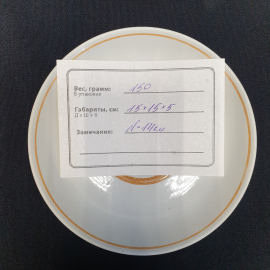 Вес, грамм: 150
В упаковке
Габариты, см: 15×15×5
Д х Ш х В
Замечания: